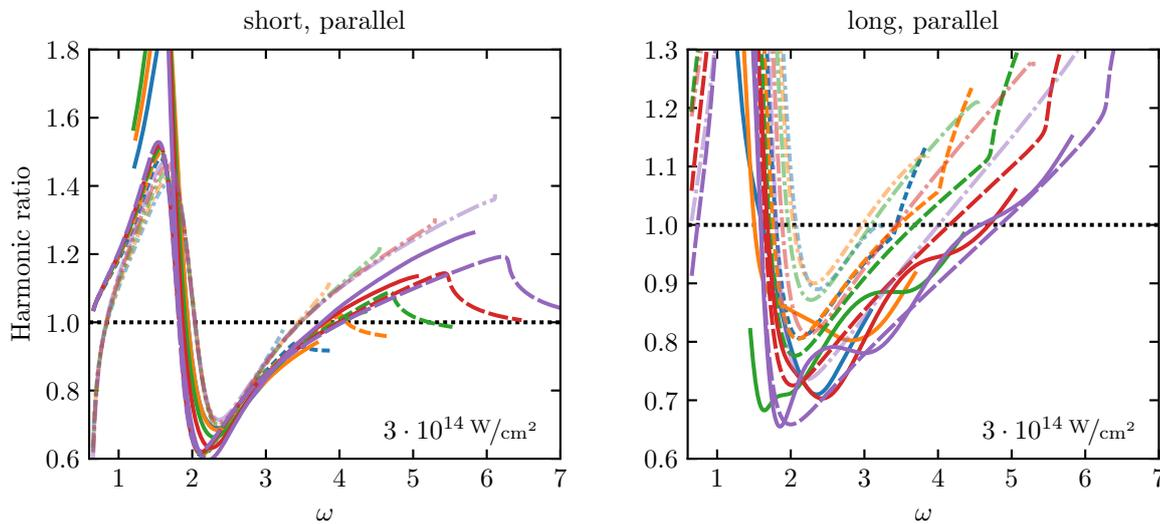 short, parallel
long, parallel
Harmonic ratio
1.8
1.6
1.4
1.2
1.0
0.8
0.6
1 2 3 4 5 6 7
ω
3 · 10¹⁴ W/cm²
1.3
1.2
1.1
1.0
0.9
0.8
0.7
0.6
1 2 3 4 5 6 7
ω
3 · 10¹⁴ W/cm²